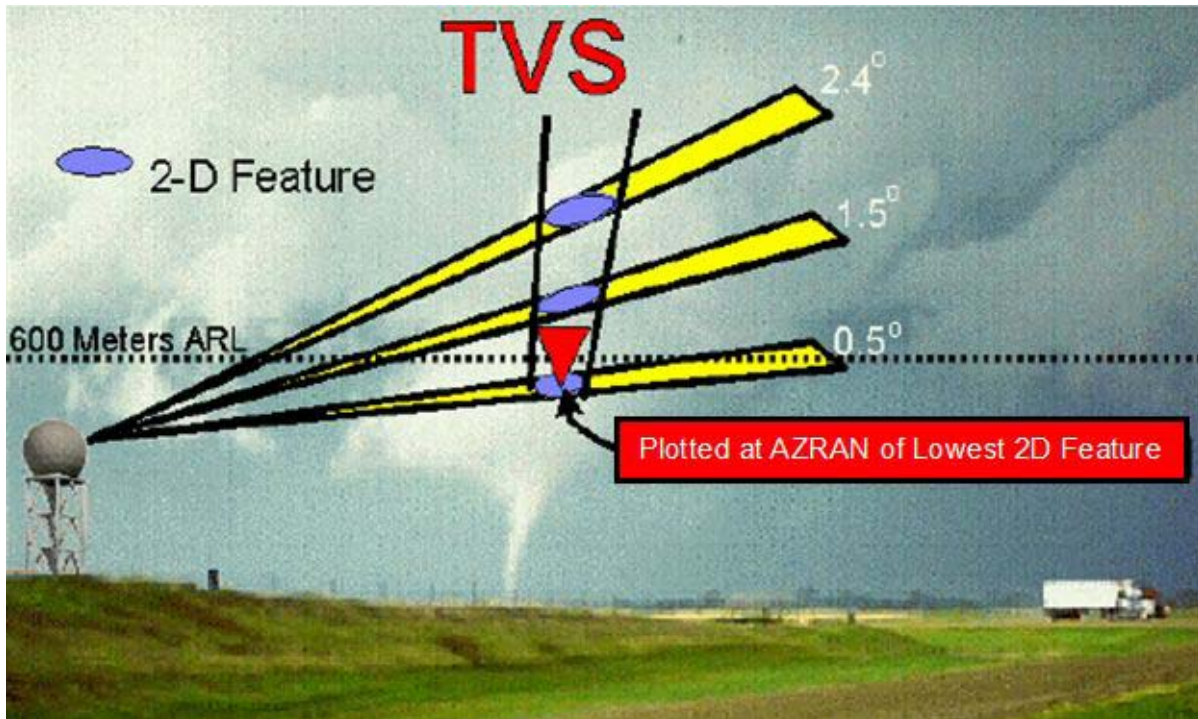 TVS
2.4°
2-D Feature
1.5°
600 Meters ARL
0.5°
Plotted at AZRAN of Lowest 2D Feature